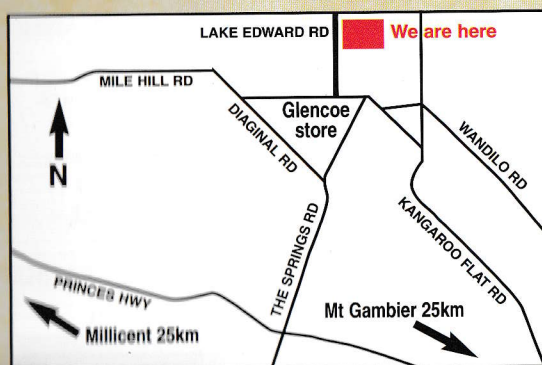 LAKE EDWARD RD
We are here
MILE HILL RD
Glencoe
store
DIAGINAL RD
WANDILO RD
N
KANGAROO FLAT RD
THE SPRINGS RD
PRINCES HWY
Mt Gambier 25km
Millicent 25km